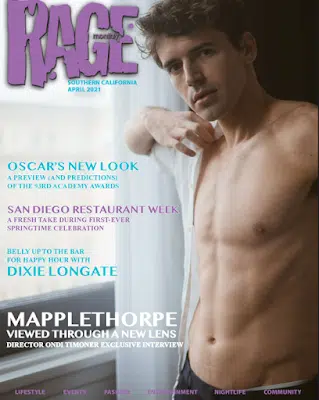 RAGE
monthly
SOUTHERN CALIFORNIA
APRIL 2021
OSCAR'S NEW LOOK
A PREVIEW (AND PREDICTIONS)
OF THE 93RD ACADEMY AWARDS
SAN DIEGO RESTAURANT WEEK
A FRESH TAKE DURING FIRST-EVER
SPRINGTIME CELEBRATION
BELLY UP TO THE BAR
FOR HAPPY HOUR WITH
DIXIE LONGATE
MAPPLETHORPE
VIEWED THROUGH A NEW LENS
DIRECTOR ONDI TIMONER EXCLUSIVE INTERVIEW
LIFESTYLE EVENTS FASHION ENTERTAINMENT NIGHTLIFE COMMUNITY